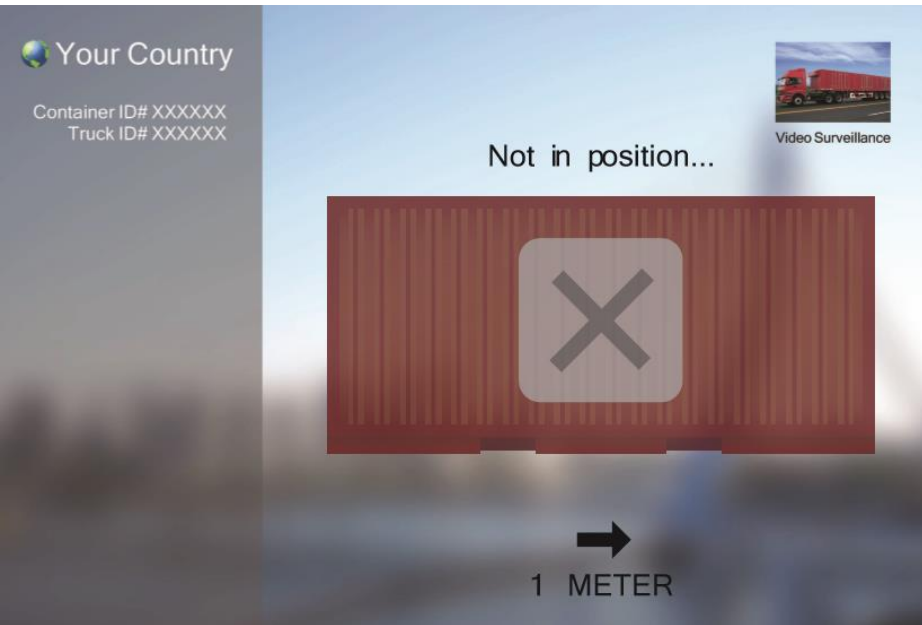 Your Country
Container ID# XXXXXX
Truck ID# XXXXXX
Video Surveillance
Not in position...
1 METER